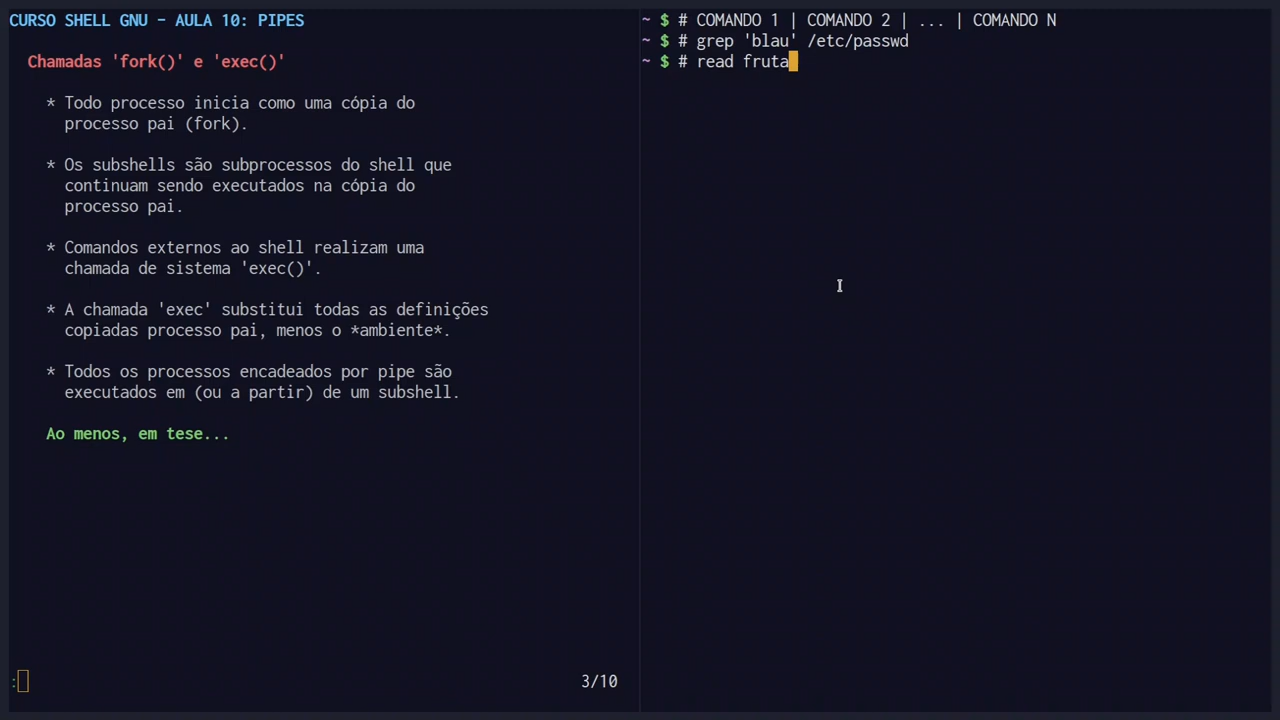 CURSO SHELL GNU - AULA 10: PIPES
Chamadas 'fork()' e 'exec()'
* Todo processo inicia como uma cópia do
processo pai (fork).
* Os subshells são subprocessos do shell que
continuam sendo executados na cópia do
processo pai.
* Comandos externos ao shell realizam uma
chamada de sistema 'exec()'.
* A chamada 'exec' substitui todas as definições
copiadas processo pai, menos o *ambiente*.
* Todos os processos encadeados por pipe são
executados em (ou a partir) de um subshell.
Ao menos, em tese...
: 3/10
~ $ # COMANDO 1 | COMANDO 2 | ... | COMANDO N
~ $ # grep 'blau' /etc/passwd
~ $ # read fruta